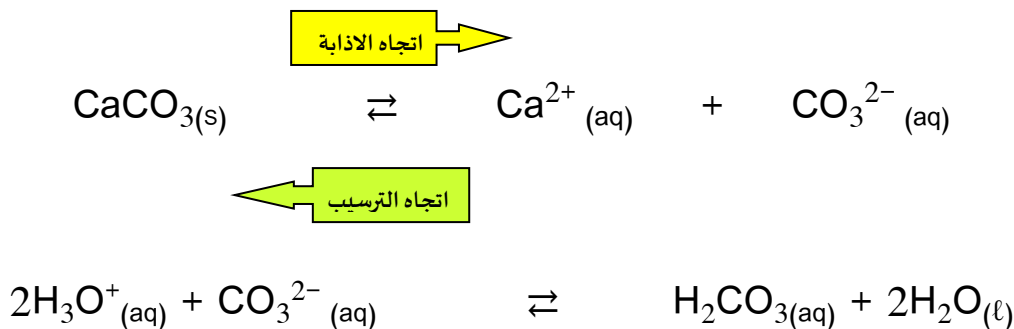 اتجاه الاذابة
CaCO₃(s) ⇄ Ca²⁺ (aq) + CO₃²⁻ (aq)
اتجاه الترسيب
2H₃O⁺(aq) + CO₃²⁻ (aq) ⇄ H₂CO₃(aq) + 2H₂O(ℓ)